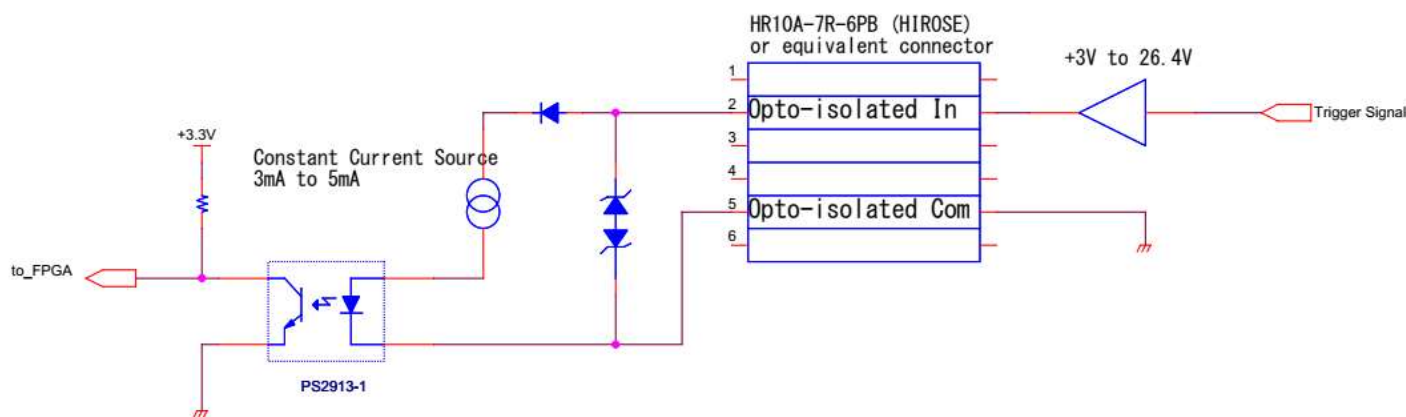 HR10A-7R-6PB (HIROSE)
or equivalent connector
+3V to 26.4V
1
2
Opto-isolated In
Trigger Signal
3
4
5
Opto-isolated Com
6
+3.3V
Constant Current Source
3mA to 5mA
to_FPGA
PS2913-1